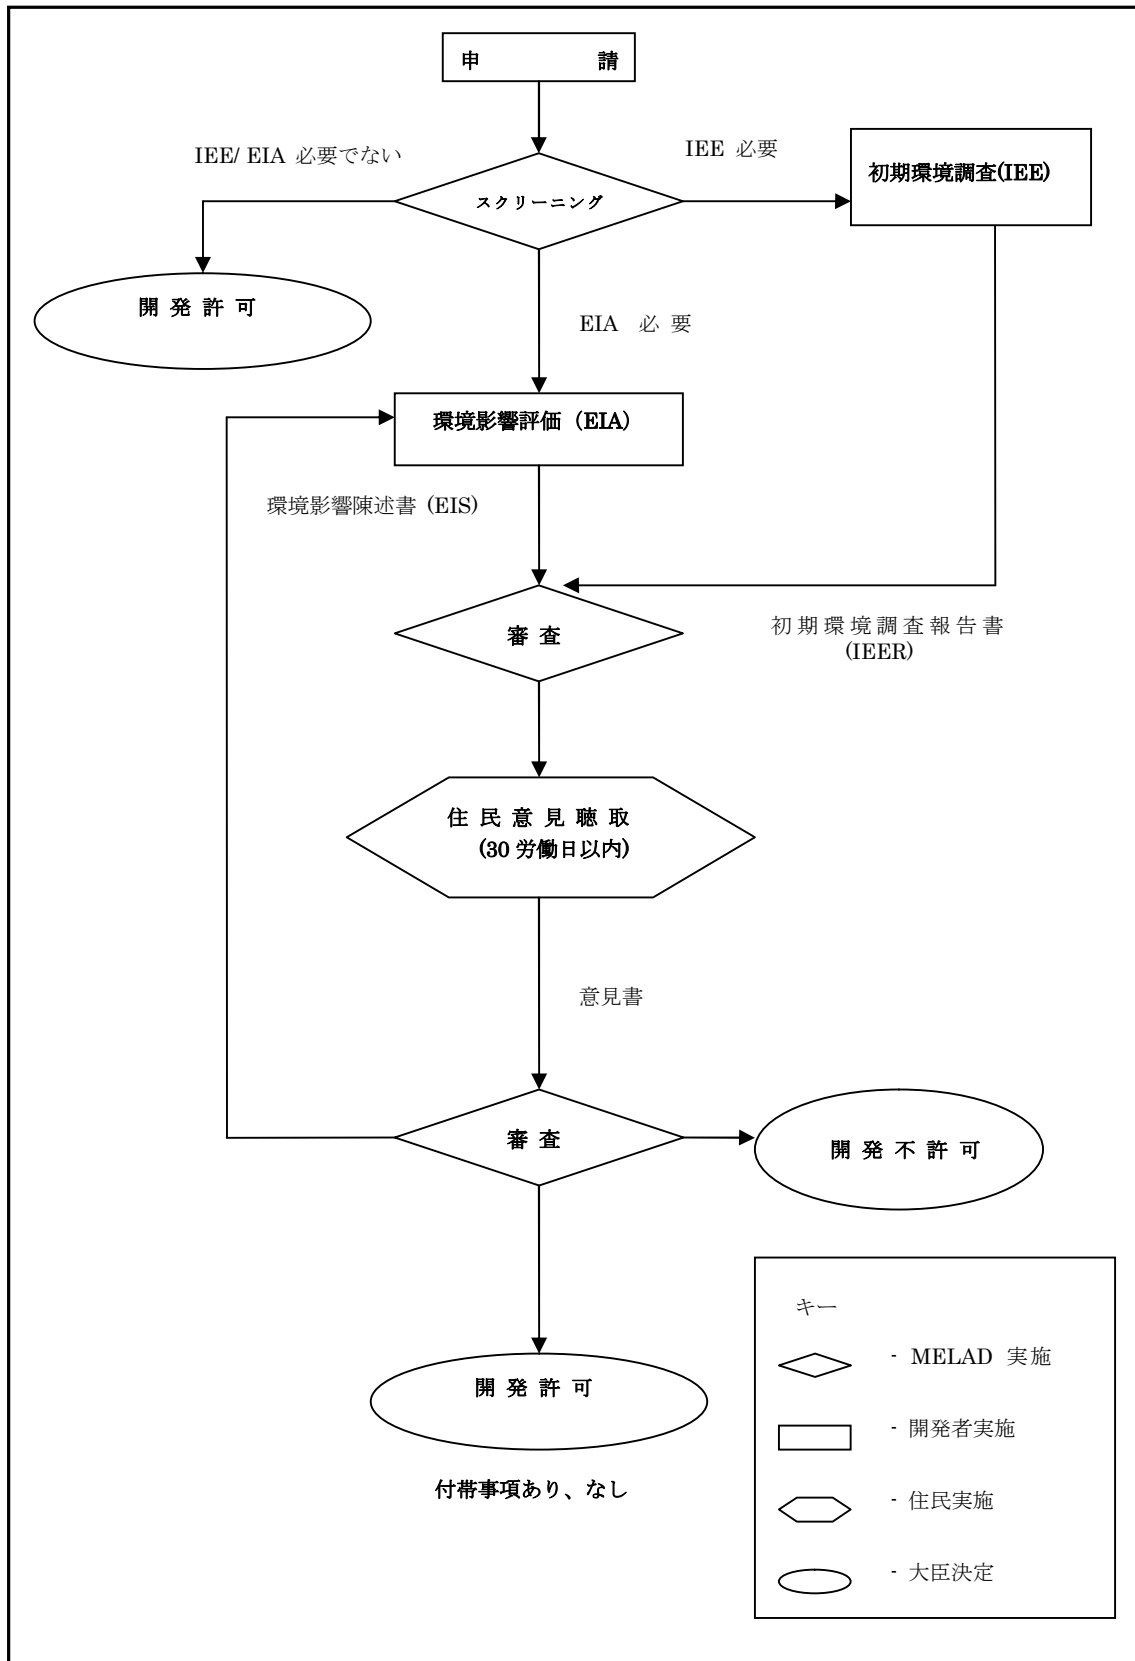 申 請
IEE/ EIA 必要でない
IEE 必要
初期環境調査(IEE)
スクリーニング
開 発 許 可
EIA 必 要
環境影響評価 (EIA)
環境影響陳述書 (EIS)
審 査
初期環境調査報告書
(IEER)
住 民 意 見 聴 取
(30 労働日以内)
意見書
審 査
開 発 不 許 可
開 発 許 可
付帯事項あり、なし
キー
- MELAD 実施
- 開発者実施
- 住民実施
- 大臣決定